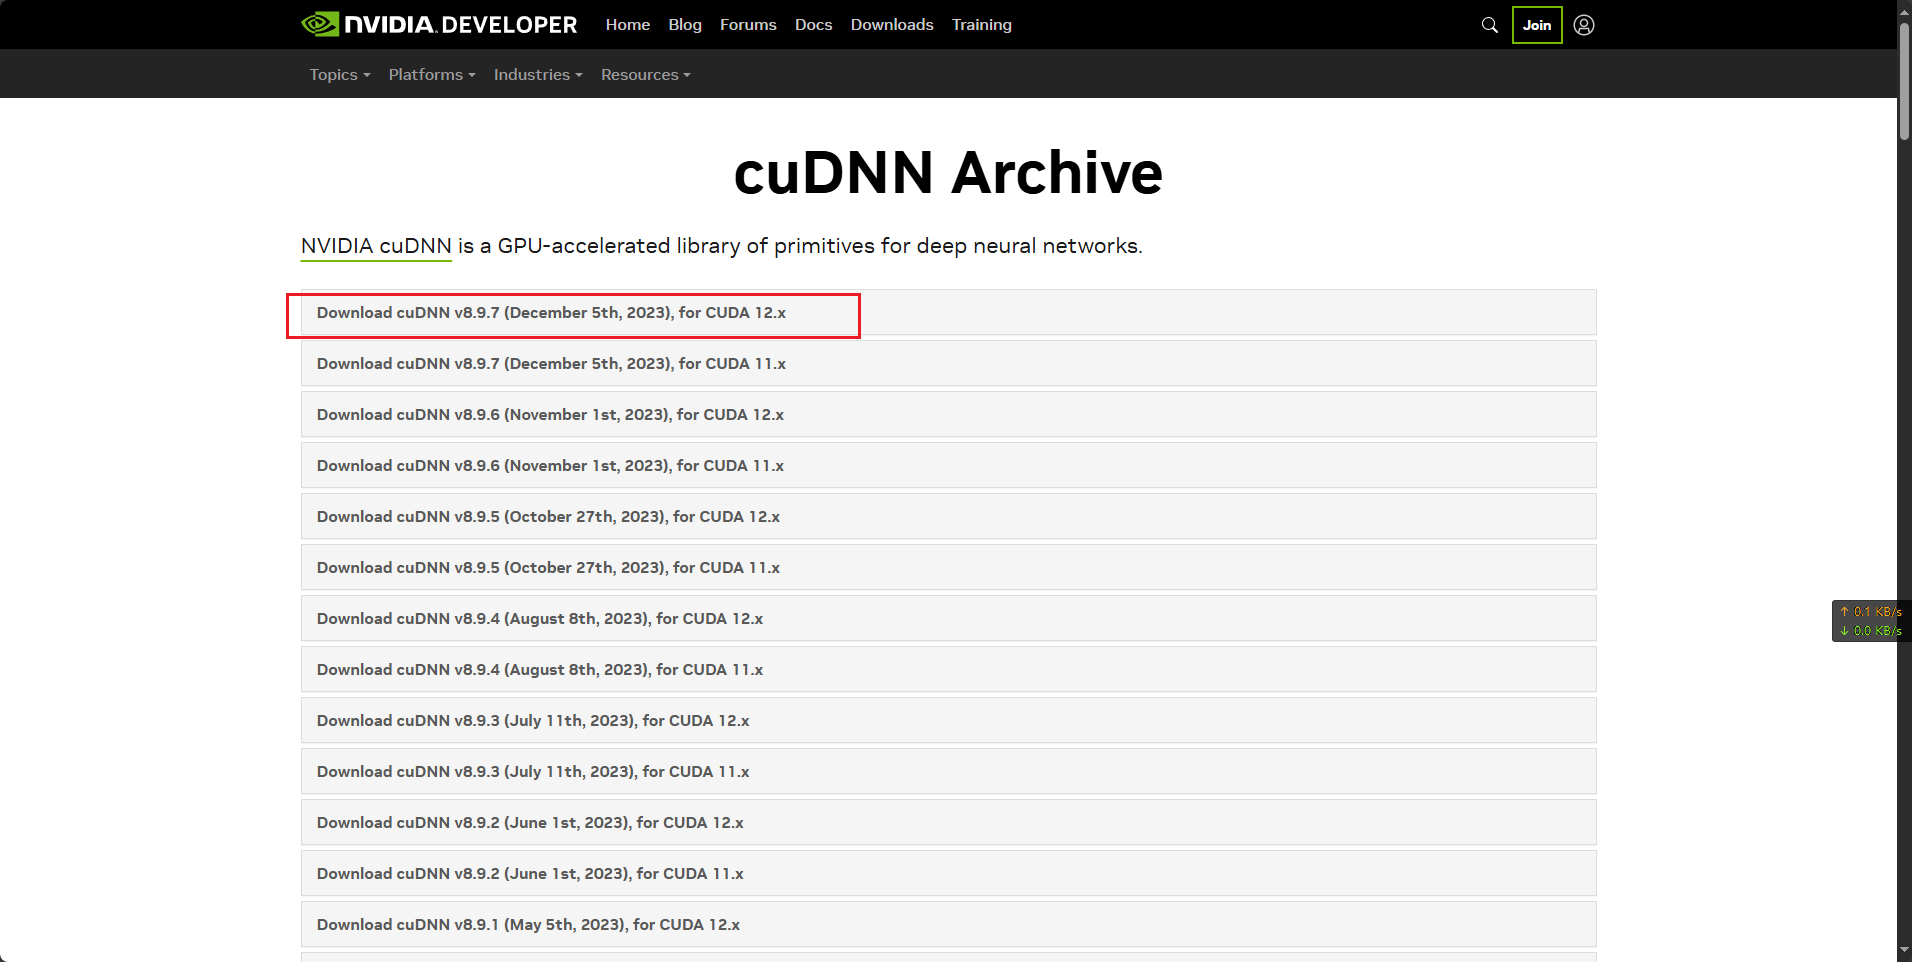 NVIDIA. DEVELOPER Home Blog Forums Docs Downloads Training Join
Topics Platforms Industries Resources
cuDNN Archive
NVIDIA cuDNN is a GPU-accelerated library of primitives for deep neural networks.
Download cuDNN v8.9.7 (December 5th, 2023), for CUDA 12.x
Download cuDNN v8.9.7 (December 5th, 2023), for CUDA 11.x
Download cuDNN v8.9.6 (November 1st, 2023), for CUDA 12.x
Download cuDNN v8.9.6 (November 1st, 2023), for CUDA 11.x
Download cuDNN v8.9.5 (October 27th, 2023), for CUDA 12.x
Download cuDNN v8.9.5 (October 27th, 2023), for CUDA 11.x
Download cuDNN v8.9.4 (August 8th, 2023), for CUDA 12.x
↑ 0.1 KB/s
↓ 0.0 KB/s
Download cuDNN v8.9.4 (August 8th, 2023), for CUDA 11.x
Download cuDNN v8.9.3 (July 11th, 2023), for CUDA 12.x
Download cuDNN v8.9.3 (July 11th, 2023), for CUDA 11.x
Download cuDNN v8.9.2 (June 1st, 2023), for CUDA 12.x
Download cuDNN v8.9.2 (June 1st, 2023), for CUDA 11.x
Download cuDNN v8.9.1 (May 5th, 2023), for CUDA 12.x